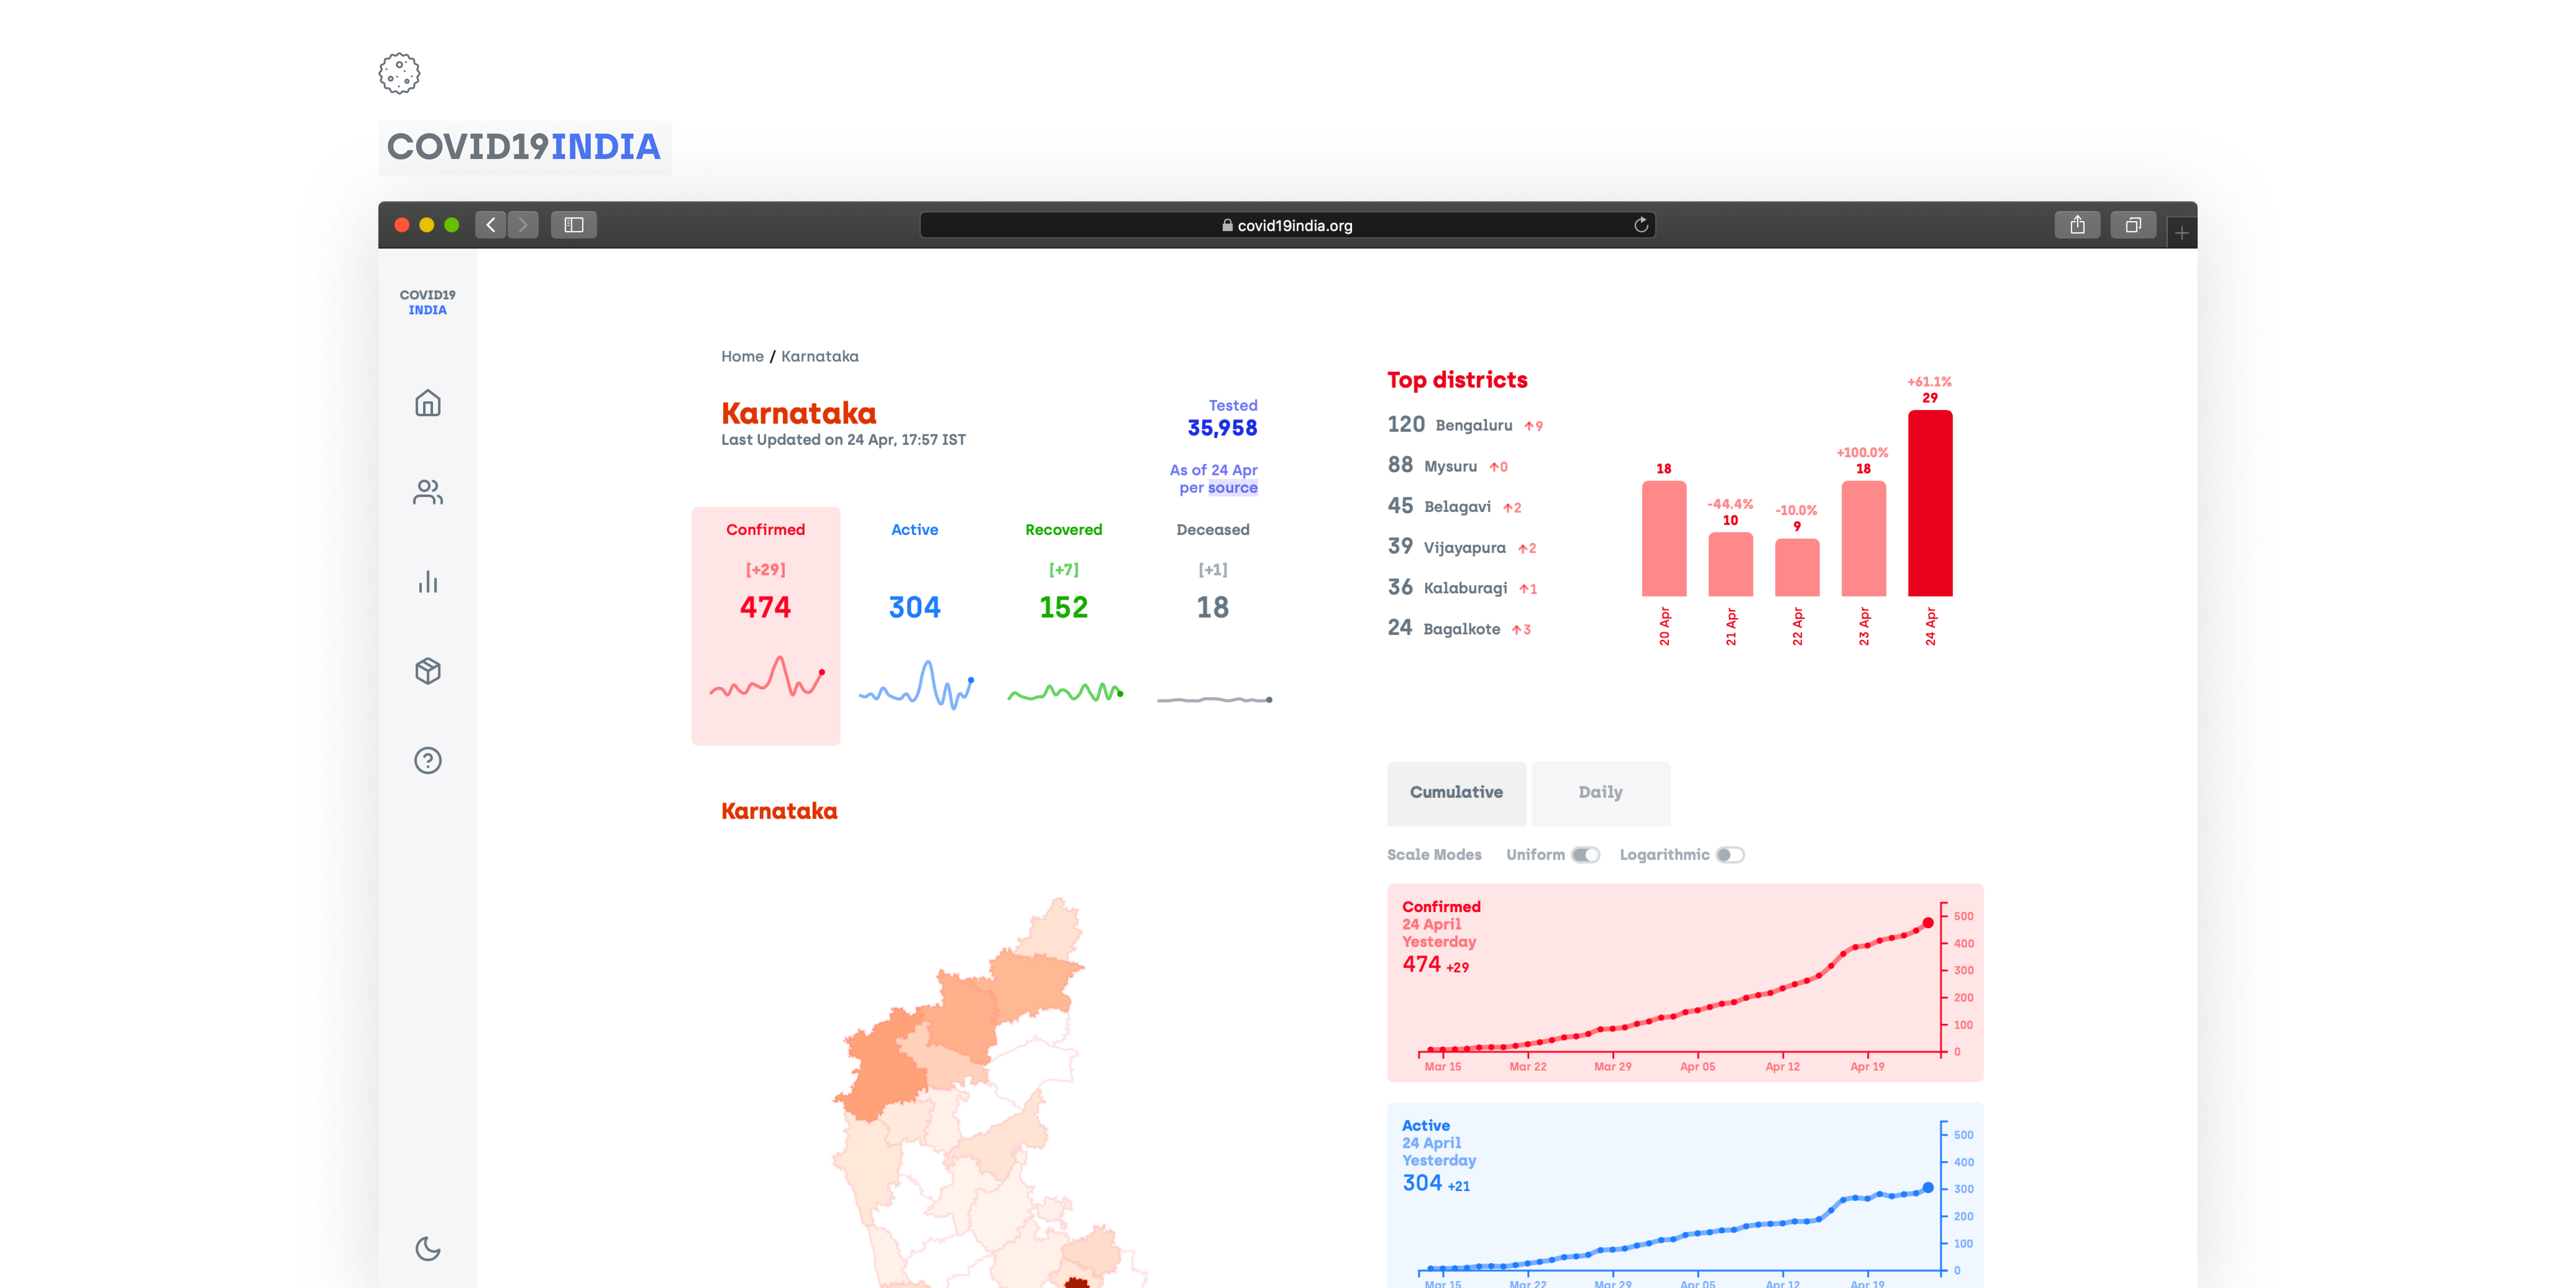 COVID19INDIA
covid19india.org
COVID19
INDIA
Home / Karnataka
Karnataka
Last Updated on 24 Apr, 17:57 IST
Tested
35,958
As of 24 Apr
per source
Confirmed
[+29]
474
Active
304
Recovered
[+7]
152
Deceased
[+1]
18
Karnataka
Top districts
120 Bengaluru ↑9
88 Mysuru ↑0
45 Belagavi ↑2
39 Vijayapura ↑2
36 Kalaburagi ↑1
24 Bagalkote ↑3
18
20 Apr
-44.4%
10
21 Apr
-10.0%
9
22 Apr
+100.0%
18
23 Apr
+61.1%
29
24 Apr
Cumulative
Daily
Scale Modes Uniform Logarithmic
Confirmed
24 April
Yesterday
474 +29
500
400
300
200
100
0
Mar 15 Mar 22 Mar 29 Apr 05 Apr 12 Apr 19
Active
24 April
Yesterday
304 +21
500
400
300
200
100
0
Mar 15 Mar 22 Mar 29 Apr 05 Apr 12 Apr 19